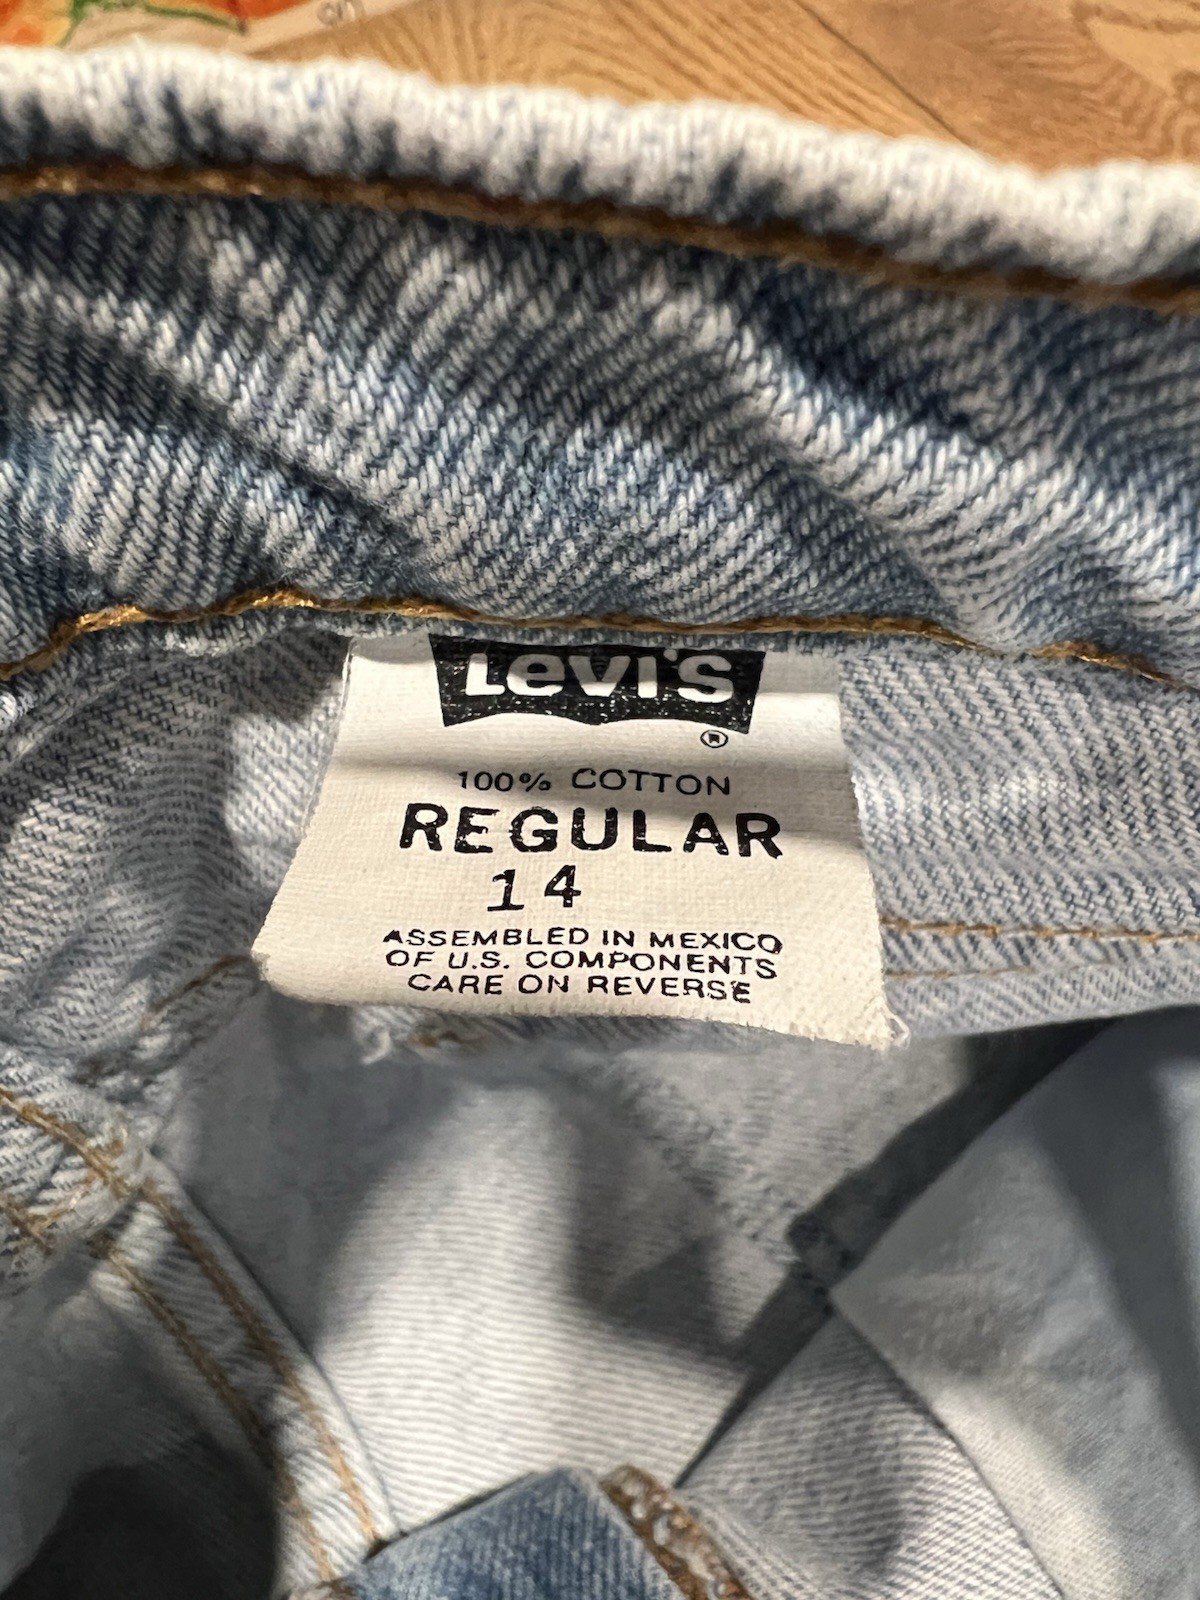 Levi's
®
100% COTTON
REGULAR
14
ASSEMBLED IN MEXICO
OF U.S. COMPONENTS
CARE ON REVERSE